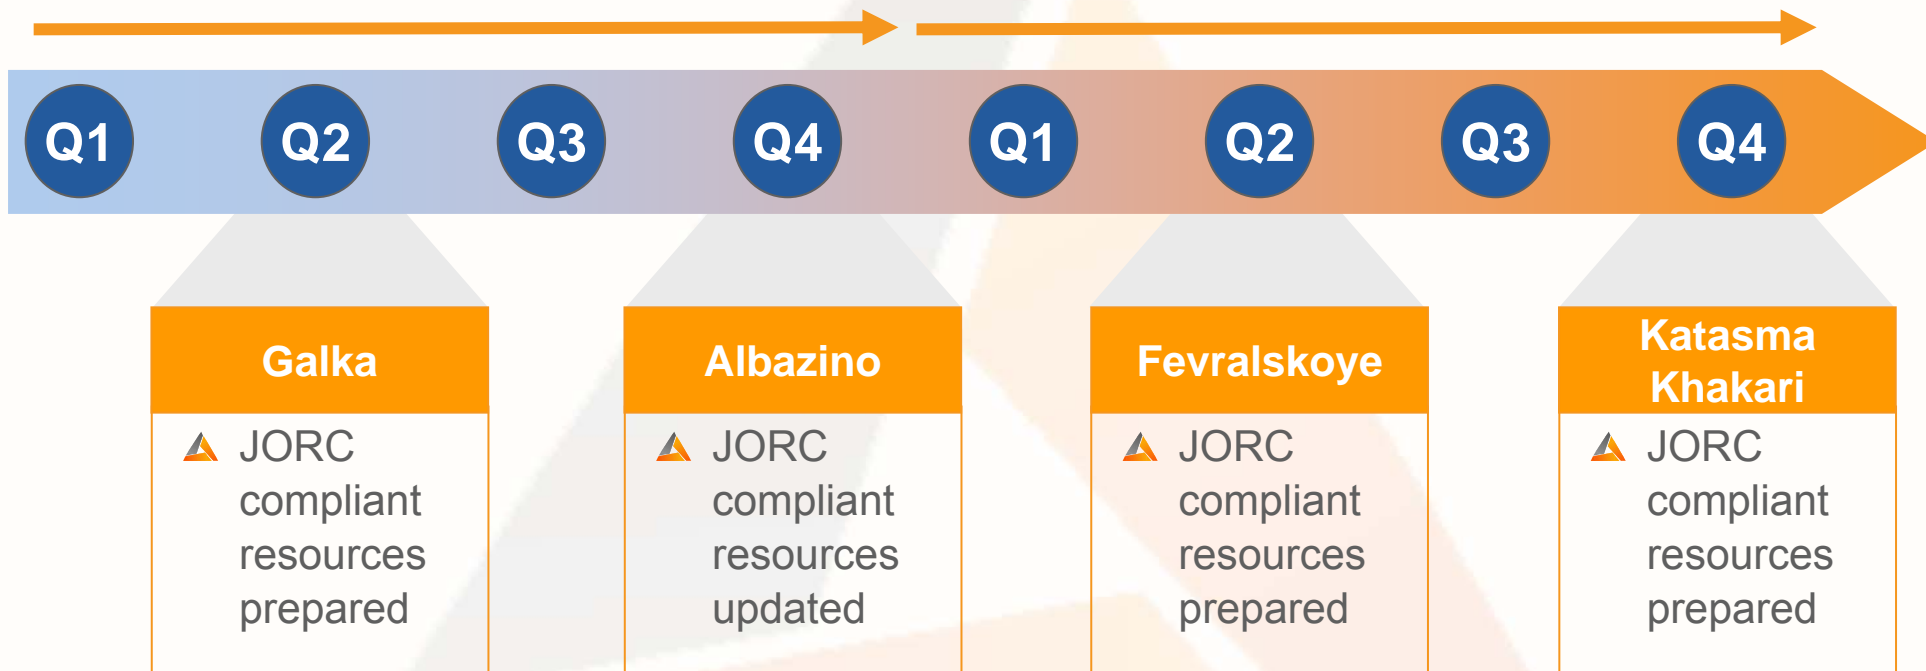 Q1 Q2 Q3 Q4 Q1 Q2 Q3 Q4
Galka
JORC
compliant
resources
prepared
Albazino
JORC
compliant
resources
updated
Fevralskoye
JORC
compliant
resources
prepared
Katasma
Khakari
JORC
compliant
resources
prepared